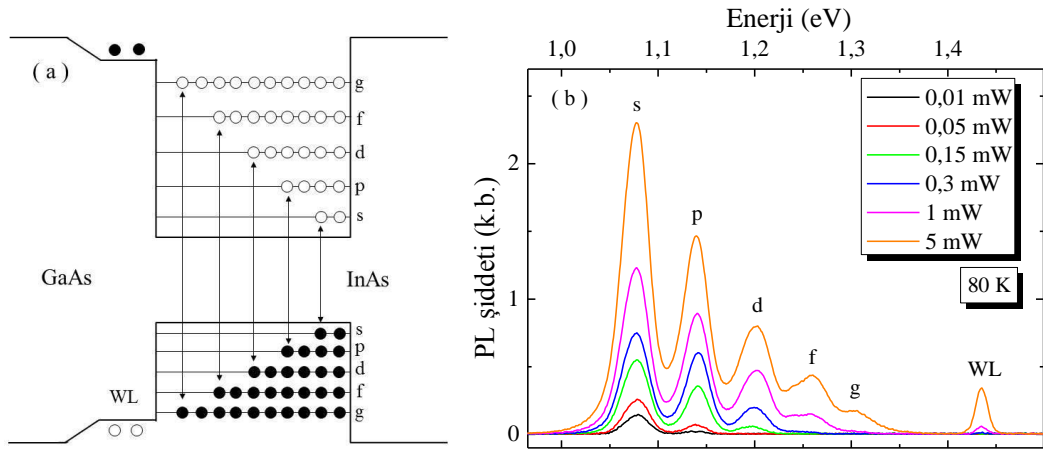 ( a )
g
f
d
p
s
GaAs
InAs
s
p
d
f
g
WL
Enerji (eV)
1,0 1,1 1,2 1,3 1,4
( b )
s
p
d
f
g
WL
0,01 mW
0,05 mW
0,15 mW
0,3 mW
1 mW
5 mW
80 K
PL şiddeti (k.b.)
2
1
0